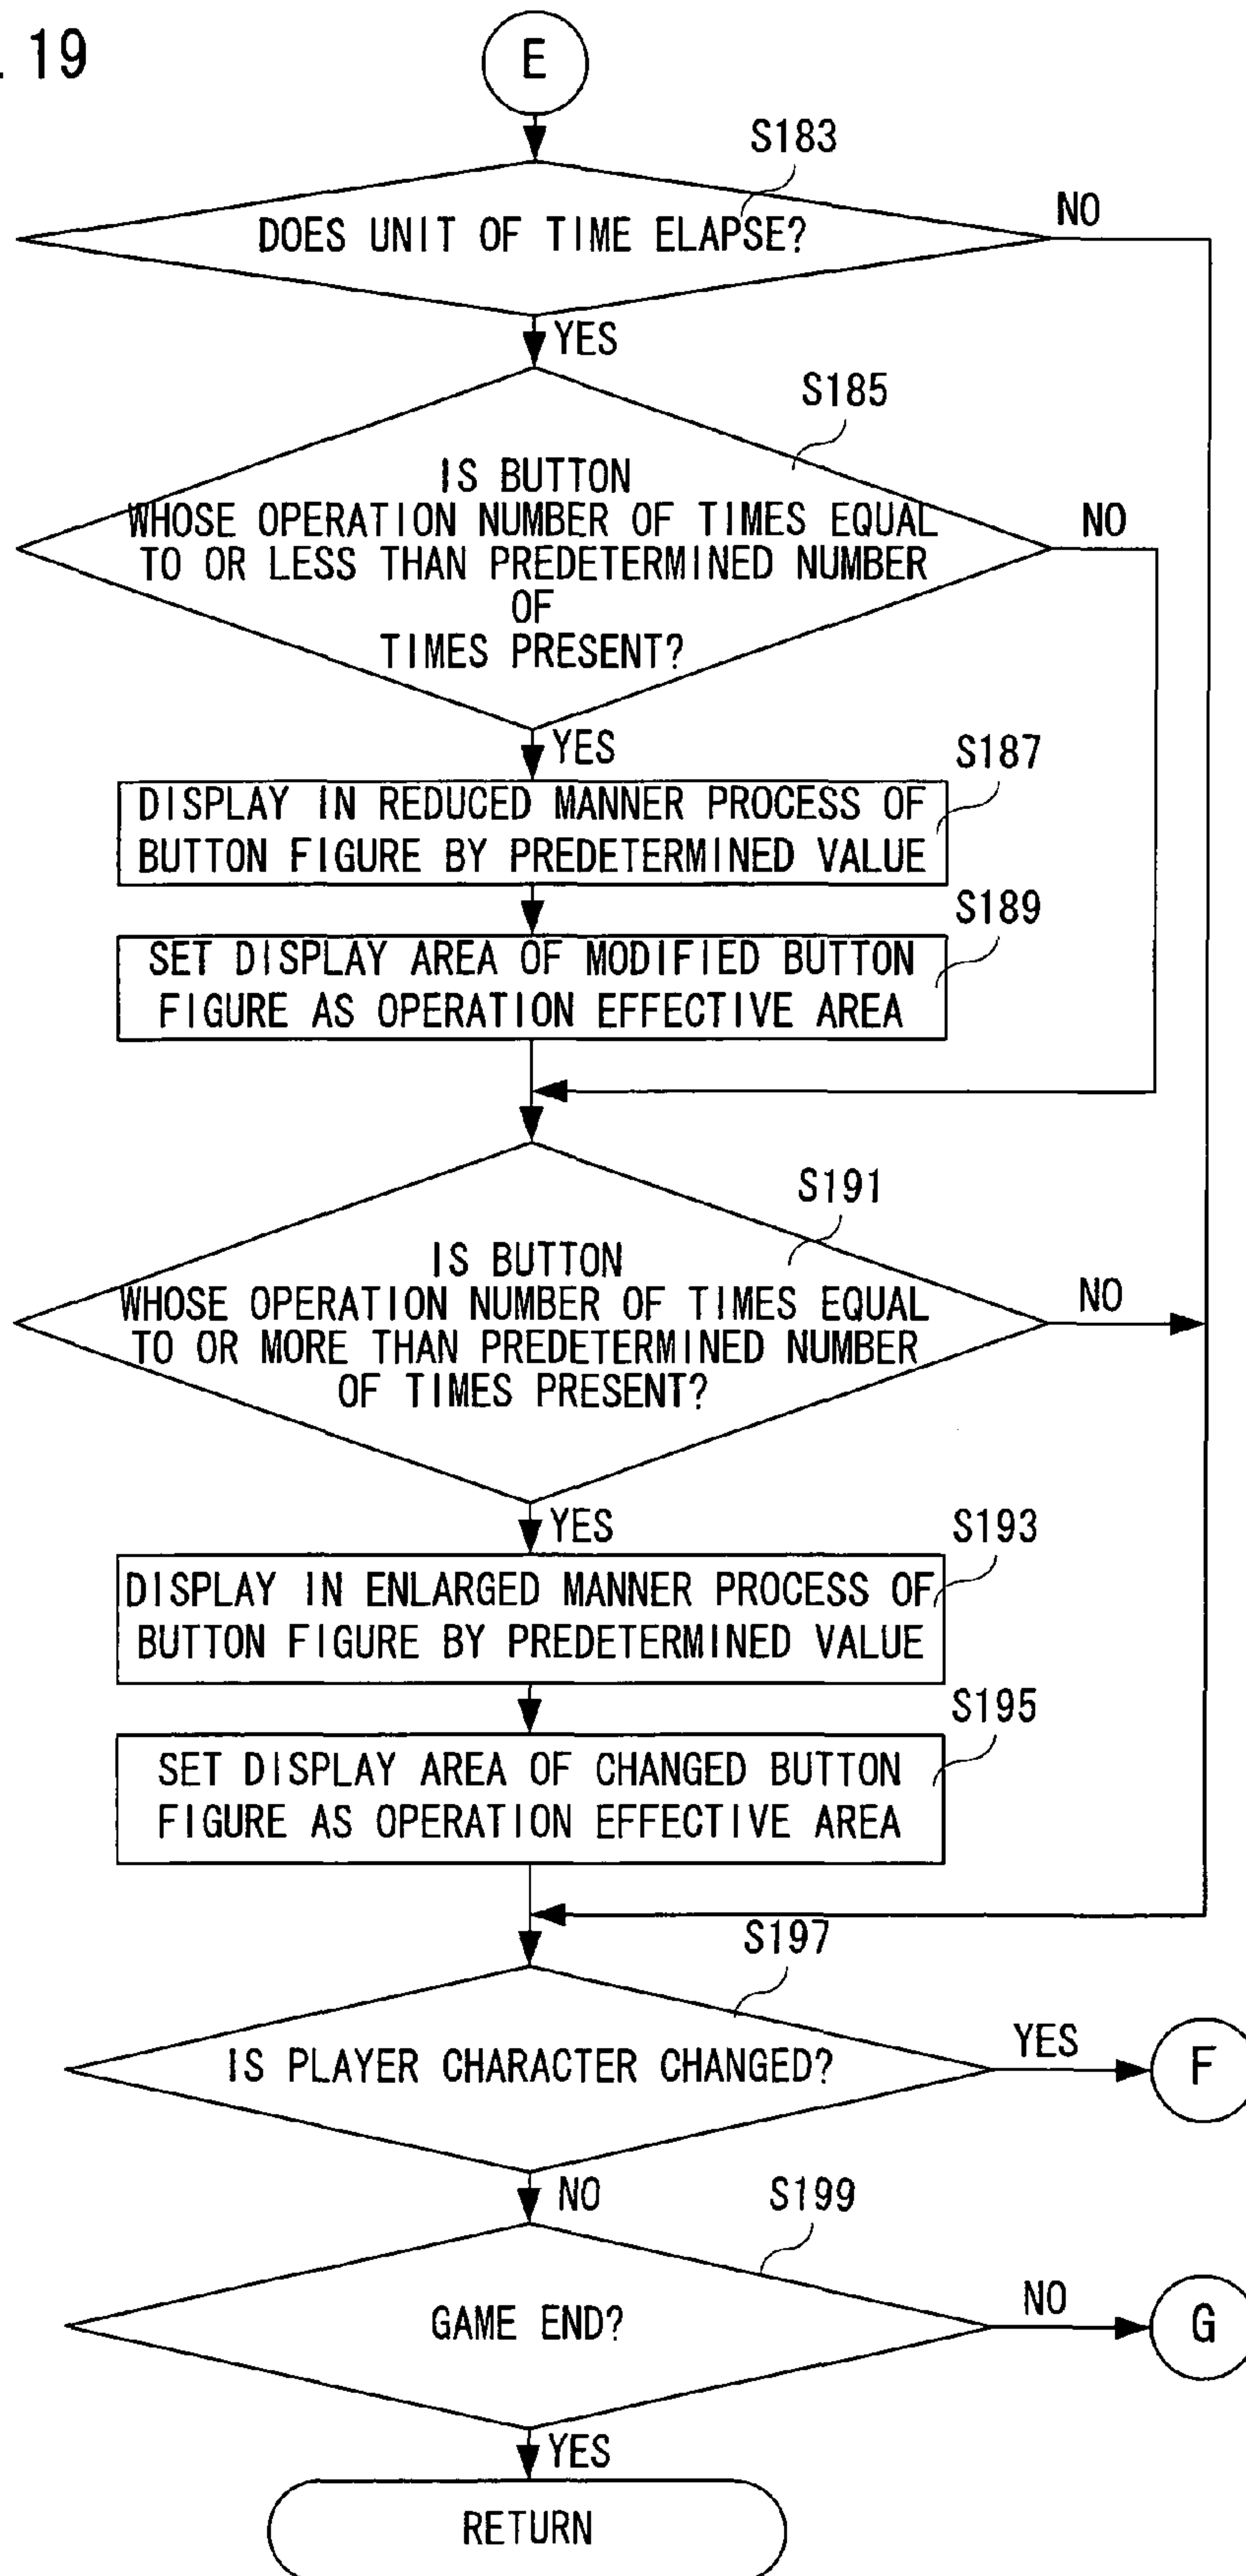 . 19
E
S183
DOES UNIT OF TIME ELAPSE?
NO
YES
S185
IS BUTTON
WHOSE OPERATION NUMBER OF TIMES EQUAL
TO OR LESS THAN PREDETERMINED NUMBER
OF
TIMES PRESENT?
NO
YES
S187
DISPLAY IN REDUCED MANNER PROCESS OF
BUTTON FIGURE BY PREDETERMINED VALUE
S189
SET DISPLAY AREA OF MODIFIED BUTTON
FIGURE AS OPERATION EFFECTIVE AREA
S191
IS BUTTON
WHOSE OPERATION NUMBER OF TIMES EQUAL
TO OR MORE THAN PREDETERMINED NUMBER
OF TIMES PRESENT?
NO
YES
S193
DISPLAY IN ENLARGED MANNER PROCESS OF
BUTTON FIGURE BY PREDETERMINED VALUE
S195
SET DISPLAY AREA OF CHANGED BUTTON
FIGURE AS OPERATION EFFECTIVE AREA
S197
IS PLAYER CHARACTER CHANGED?
YES
F
NO
S199
GAME END?
NO
G
YES
RETURN